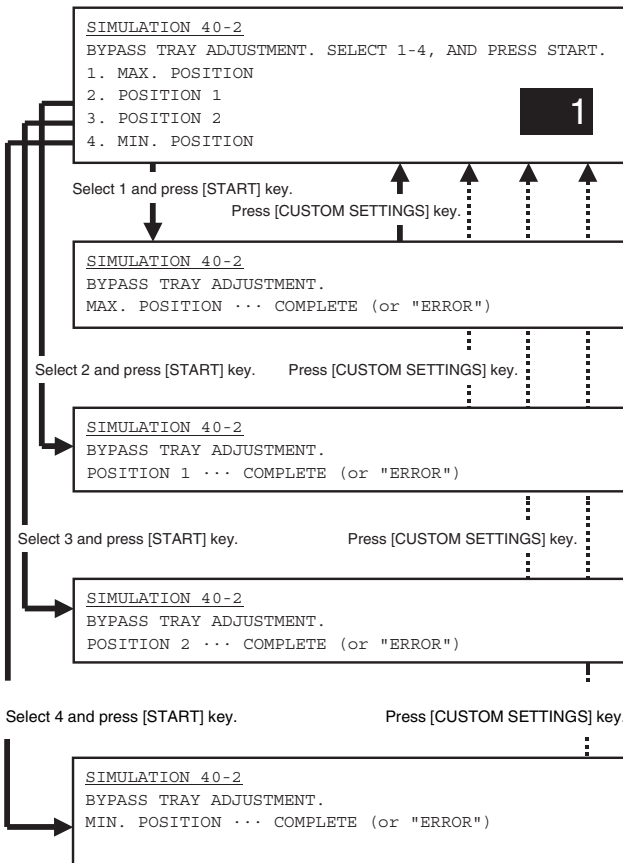 SIMULATION 40-2
BYPASS TRAY ADJUSTMENT. SELECT 1-4, AND PRESS START.
1. MAX. POSITION
2. POSITION 1
3. POSITION 2
4. MIN. POSITION
1
Select 1 and press [START] key.
Press [CUSTOM SETTINGS] key.
SIMULATION 40-2
BYPASS TRAY ADJUSTMENT.
MAX. POSITION ··· COMPLETE (or "ERROR")
Select 2 and press [START] key. Press [CUSTOM SETTINGS] key.
SIMULATION 40-2
BYPASS TRAY ADJUSTMENT.
POSITION 1 ··· COMPLETE (or "ERROR")
Select 3 and press [START] key. Press [CUSTOM SETTINGS] key.
SIMULATION 40-2
BYPASS TRAY ADJUSTMENT.
POSITION 2 ··· COMPLETE (or "ERROR")
Select 4 and press [START] key. Press [CUSTOM SETTINGS] key.
SIMULATION 40-2
BYPASS TRAY ADJUSTMENT.
MIN. POSITION ··· COMPLETE (or "ERROR")